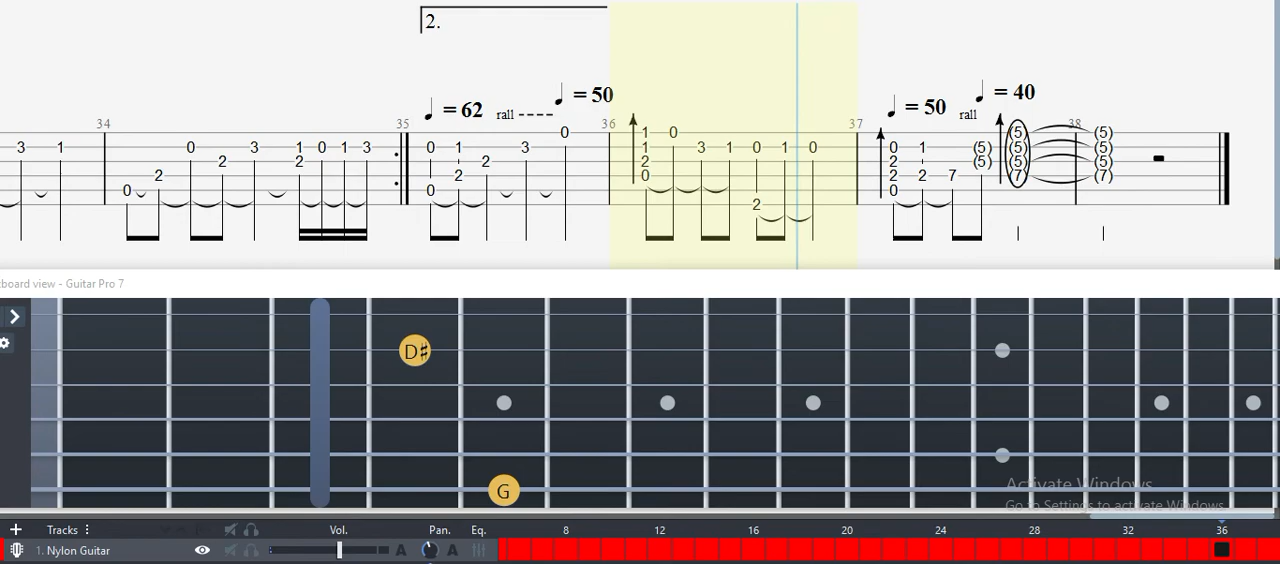 2.
♩ = 62 rall ---- ♩ = 50
♩ = 50 rall ♩ = 40
34 35 36 37 38
3 1 0 2 0 2 3 1 2 0 1 3 0 0 1 2 2 3 0 1 1 2 0 0 3 1 0 2 1 0 0 2 2 0 1 2 7 (5) (5) (5) (5) (5) (7) (5) (5) (5) (7)
tboard view - Guitar Pro 7
D♯
G
Activate Windows
Go to Settings to activate Windows.
+ Tracks Vol. Pan. Eq. 8 12 16 20 24 28 32 36
1. Nylon Guitar A A